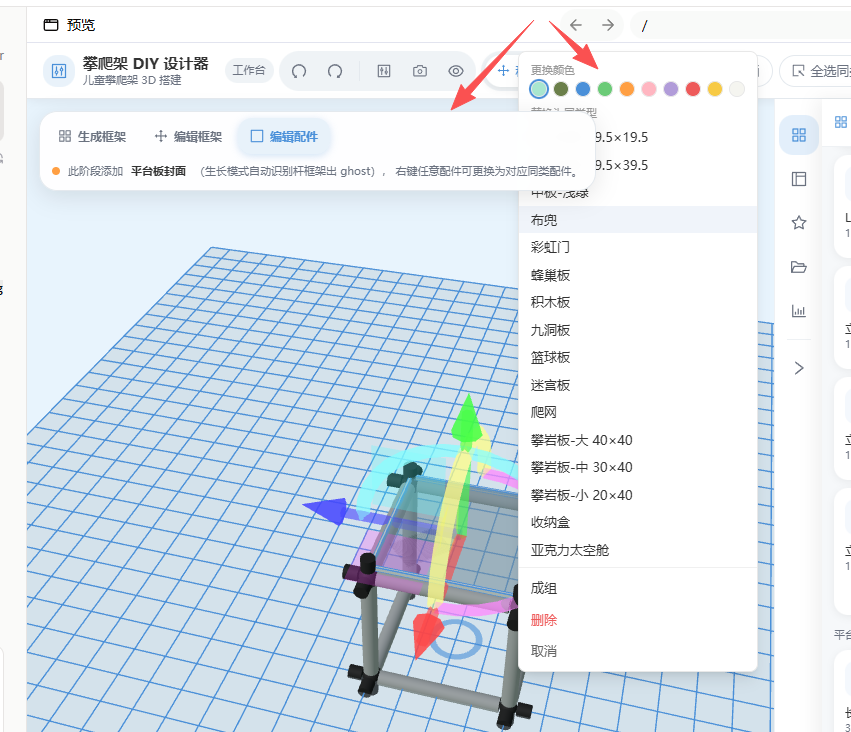 预览
/
攀爬架 DIY 设计器
儿童攀爬架 3D 搭建
工作台
全选同
生成框架
编辑框架
编辑配件
此阶段添加 平台板封面 （生长模式自动识别杆框架出 ghost），右键任意配件可更换为对应同类配件。
更换颜色
9.5×19.5
9.5×39.5
中板-浅绿
布兜
彩虹门
蜂巢板
积木板
九洞板
篮球板
迷宫板
爬网
攀岩板-大 40×40
攀岩板-中 30×40
攀岩板-小 20×40
收纳盒
亚克力太空舱
成组
删除
取消